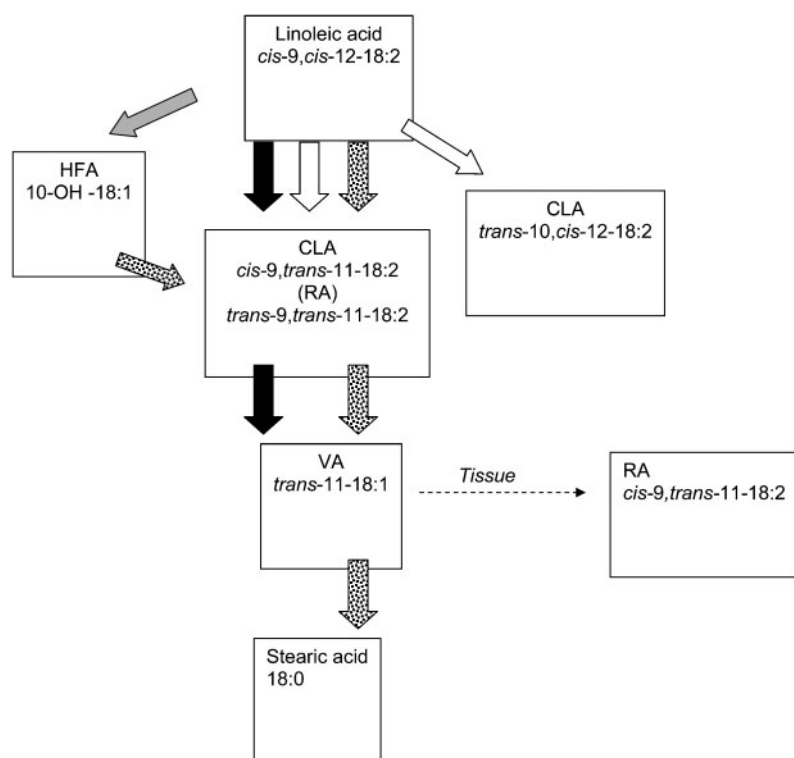 Linoleic acid
cis-9,cis-12-18:2
HFA
10-OH -18:1
CLA
trans-10,cis-12-18:2
CLA
cis-9,trans-11-18:2
(RA)
trans-9,trans-11-18:2
VA
trans-11-18:1
Tissue
RA
cis-9,trans-11-18:2
Stearic acid
18:0